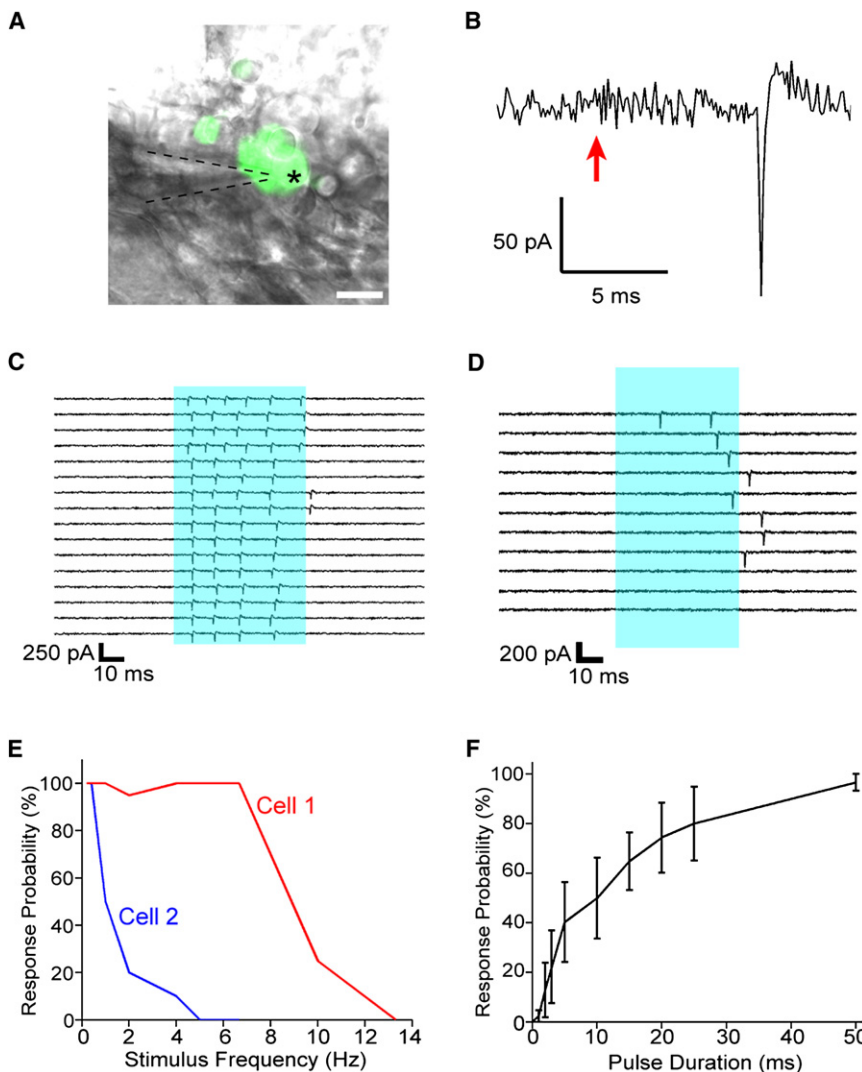 A
B
*
50 pA
5 ms
C
D
250 pA
10 ms
200 pA
10 ms
E
100
80
60
40
20
0
Response Probability (%)
Cell 1
Cell 2
0 2 4 6 8 10 12 14
Stimulus Frequency (Hz)
F
100
80
60
40
20
0
Response Probability (%)
0 10 20 30 40 50
Pulse Duration (ms)